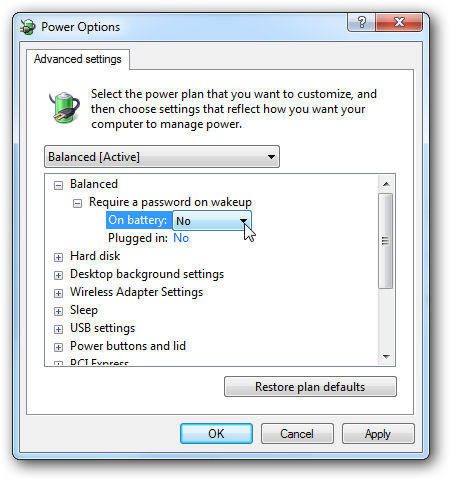 Power Options
Advanced settings
Select the power plan that you want to customize, and
then choose settings that reflect how you want your
computer to manage power.
Balanced [Active]
Balanced
Require a password on wakeup
On battery: No
Plugged in: No
Hard disk
Desktop background settings
Wireless Adapter Settings
Sleep
USB settings
Power buttons and lid
PCI Express
Restore plan defaults
OK Cancel Apply